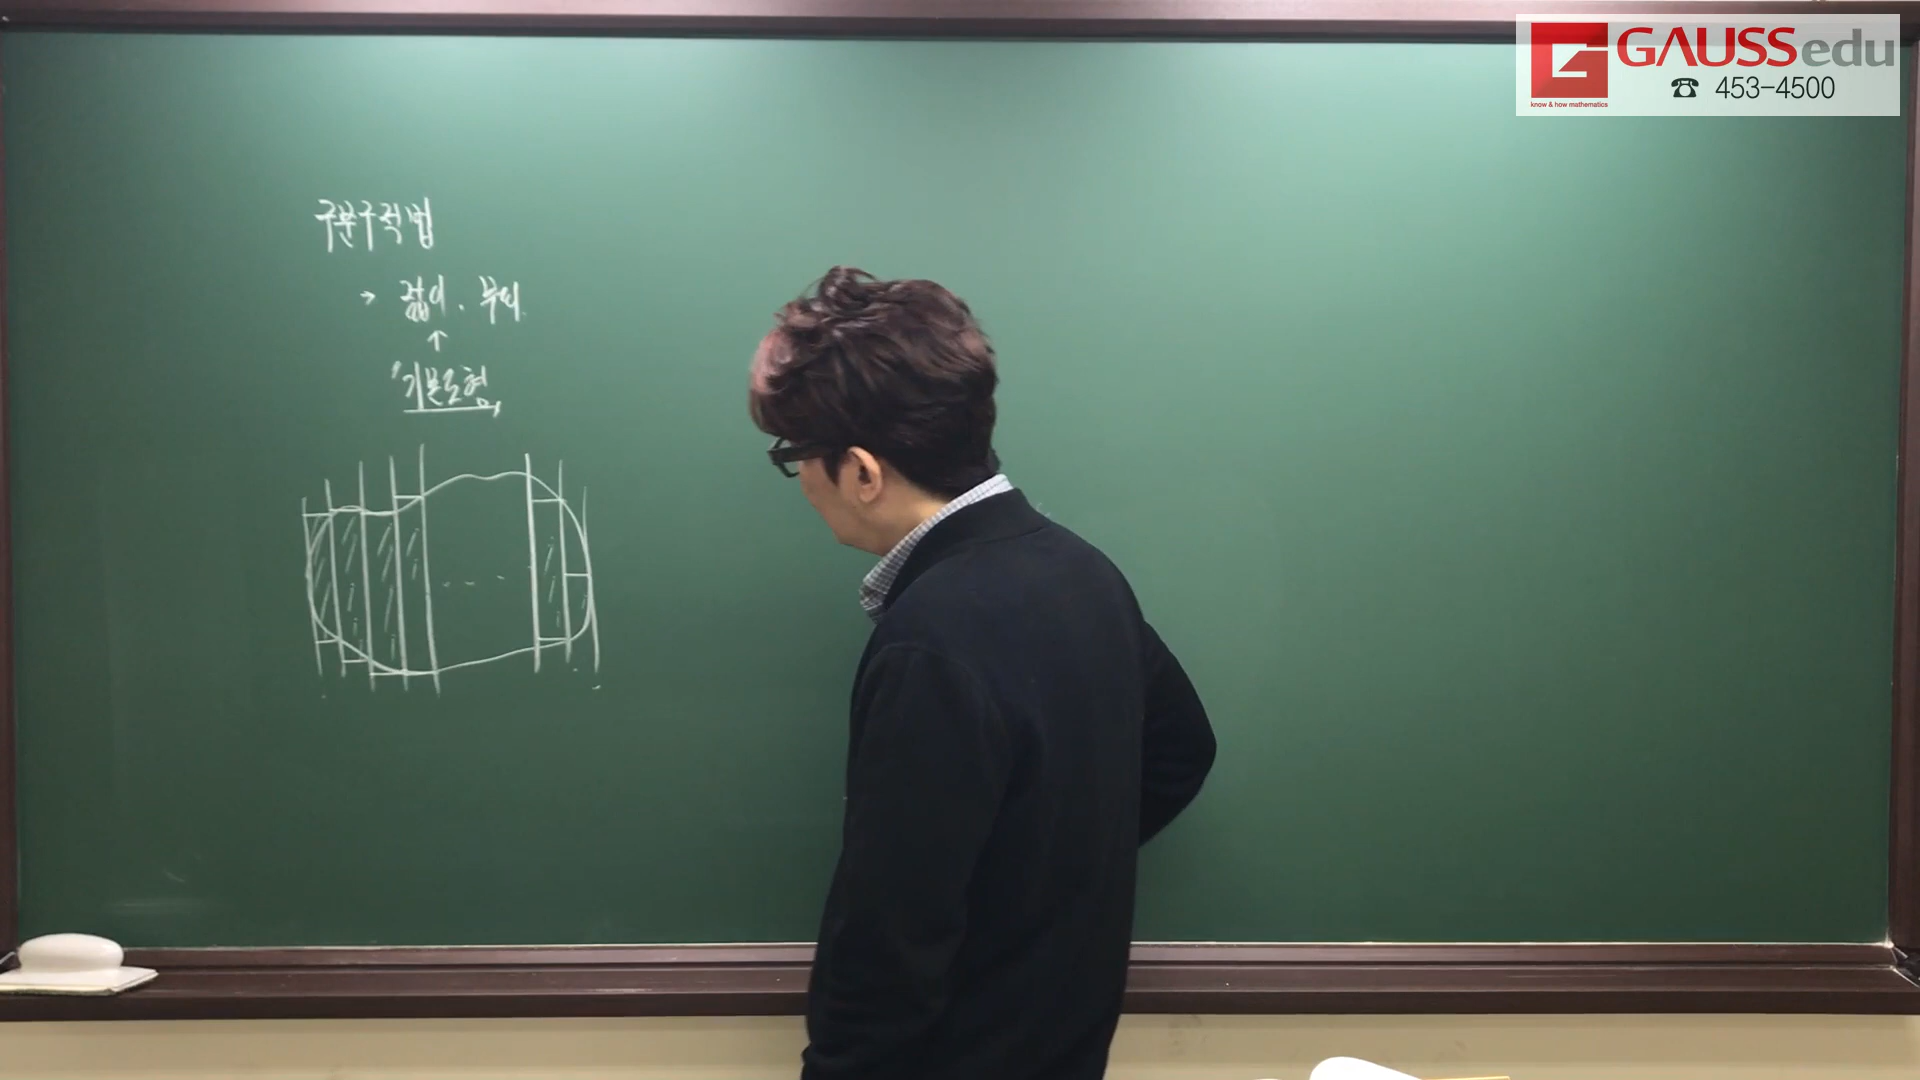 구분구적법
→ 넓이 . 부피
↑
'기본도형,
GAUSSedu
know & how mathematics
☎ 453-4500